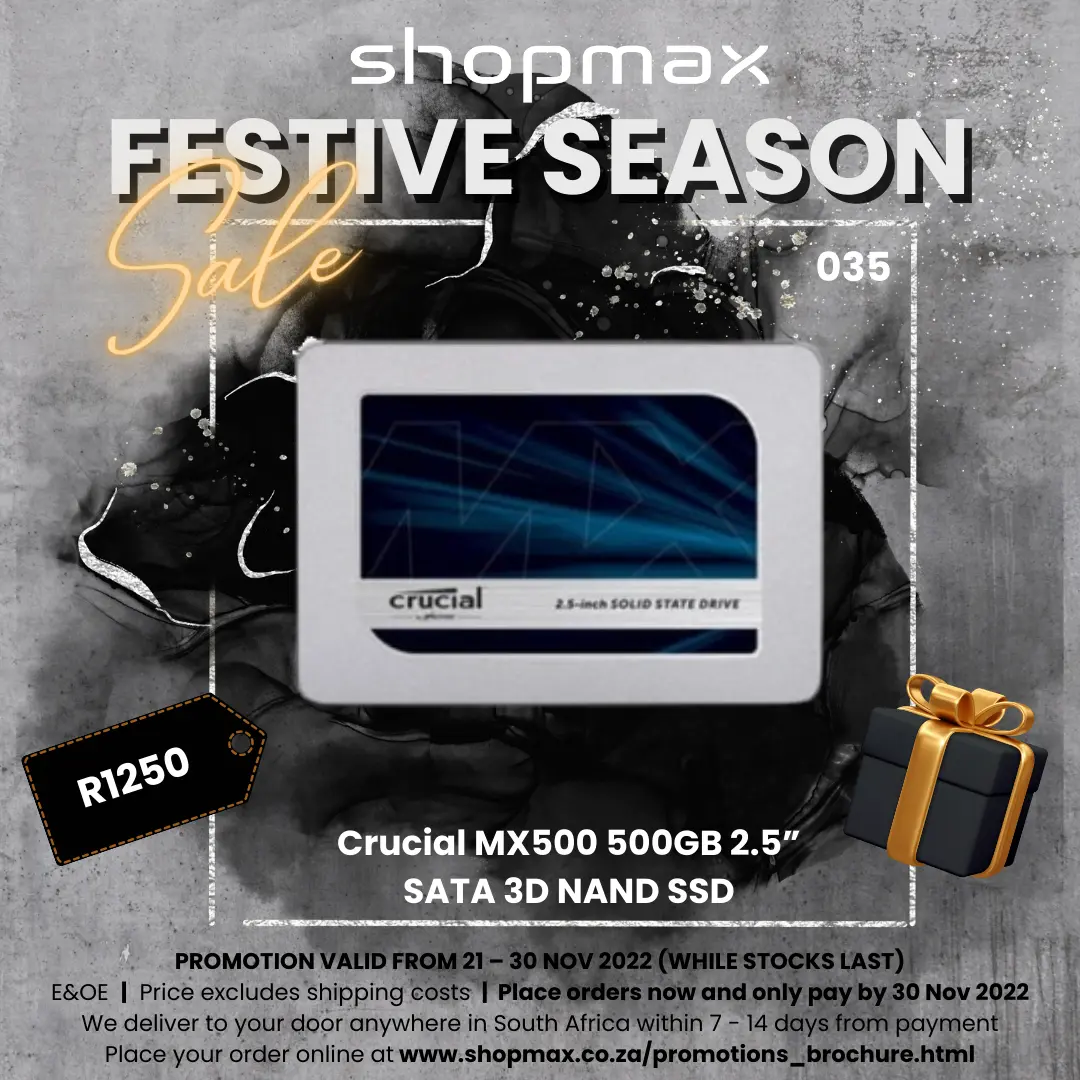 shopmax
FESTIVE SEASON
Sale
035
crucial
2.5-inch SOLID STATE DRIVE
R1250
Crucial MX500 500GB 2.5”
SATA 3D NAND SSD
PROMOTION VALID FROM 21 – 30 NOV 2022 (WHILE STOCKS LAST)
E&OE | Price excludes shipping costs | Place orders now and only pay by 30 Nov 2022
We deliver to your door anywhere in South Africa within 7 - 14 days from payment
Place your order online at www.shopmax.co.za/promotions_brochure.html